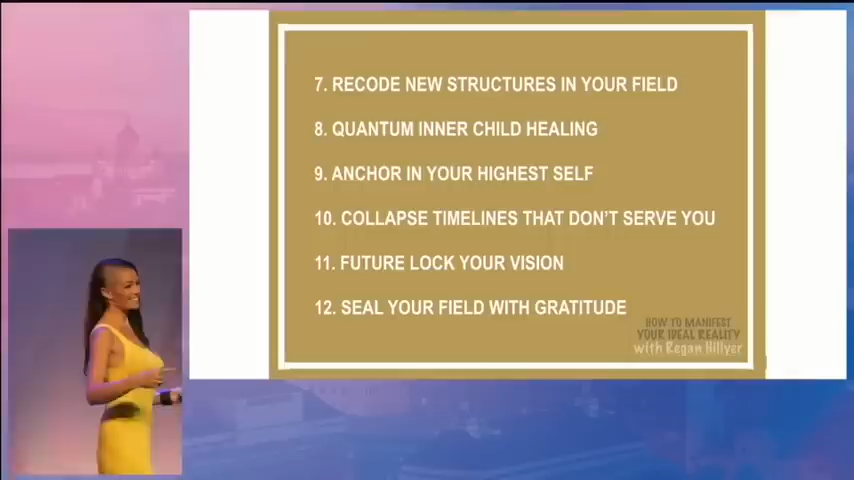 7. RECODE NEW STRUCTURES IN YOUR FIELD
8. QUANTUM INNER CHILD HEALING
9. ANCHOR IN YOUR HIGHEST SELF
10. COLLAPSE TIMELINES THAT DON'T SERVE YOU
11. FUTURE LOCK YOUR VISION
12. SEAL YOUR FIELD WITH GRATITUDE
HOW TO MANIFEST
YOUR IDEAL REALITY
with Regan Hillyer